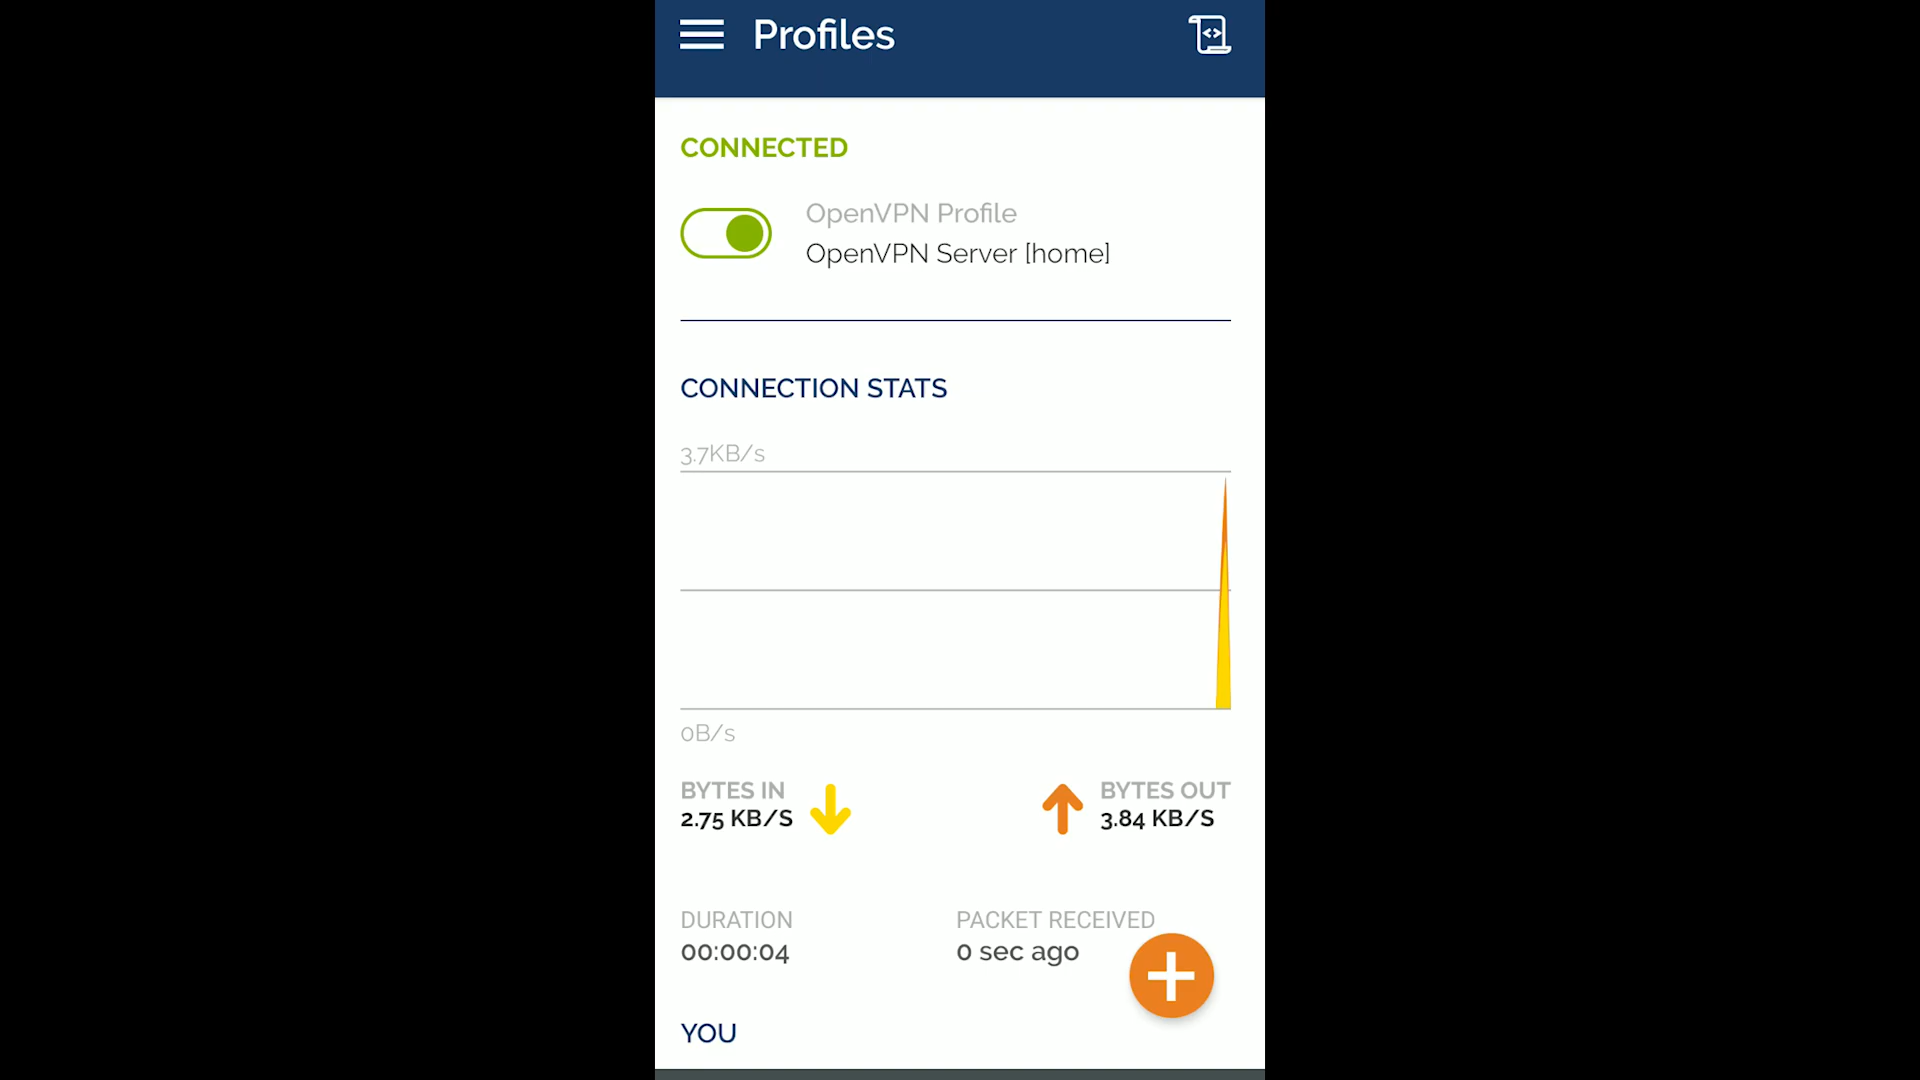 Profiles
CONNECTED
OpenVPN Profile
OpenVPN Server [home]
CONNECTION STATS
3.7KB/s
0B/s
BYTES IN
2.75 KB/S
BYTES OUT
3.84 KB/S
DURATION
00:00:04
PACKET RECEIVED
0 sec ago
YOU